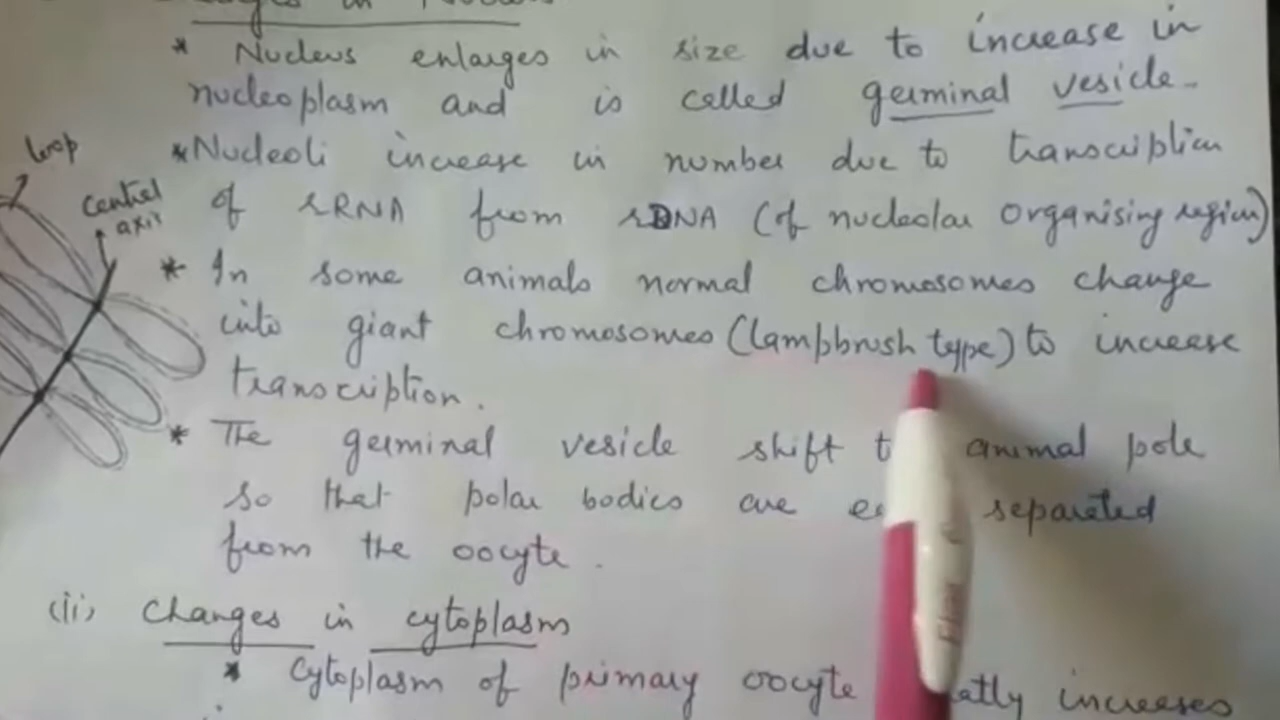 in
* Nucleus enlarges in size due to increase in
nucleoplasm and is called germinal vesicle.
* Nucleoli increase in number due to transcription
of rRNA from rDNA (of nucleolar organising region)
* In some animals normal chromosomes change
into giant chromosomes (lampbrush type) to increase
transcription.
* The germinal vesicle shift animal pole
so that polar bodies are separated
from the oocyte.
(ii) Changes in cytoplasm
* Cytoplasm of primary oocyte increases
loop
central
axis